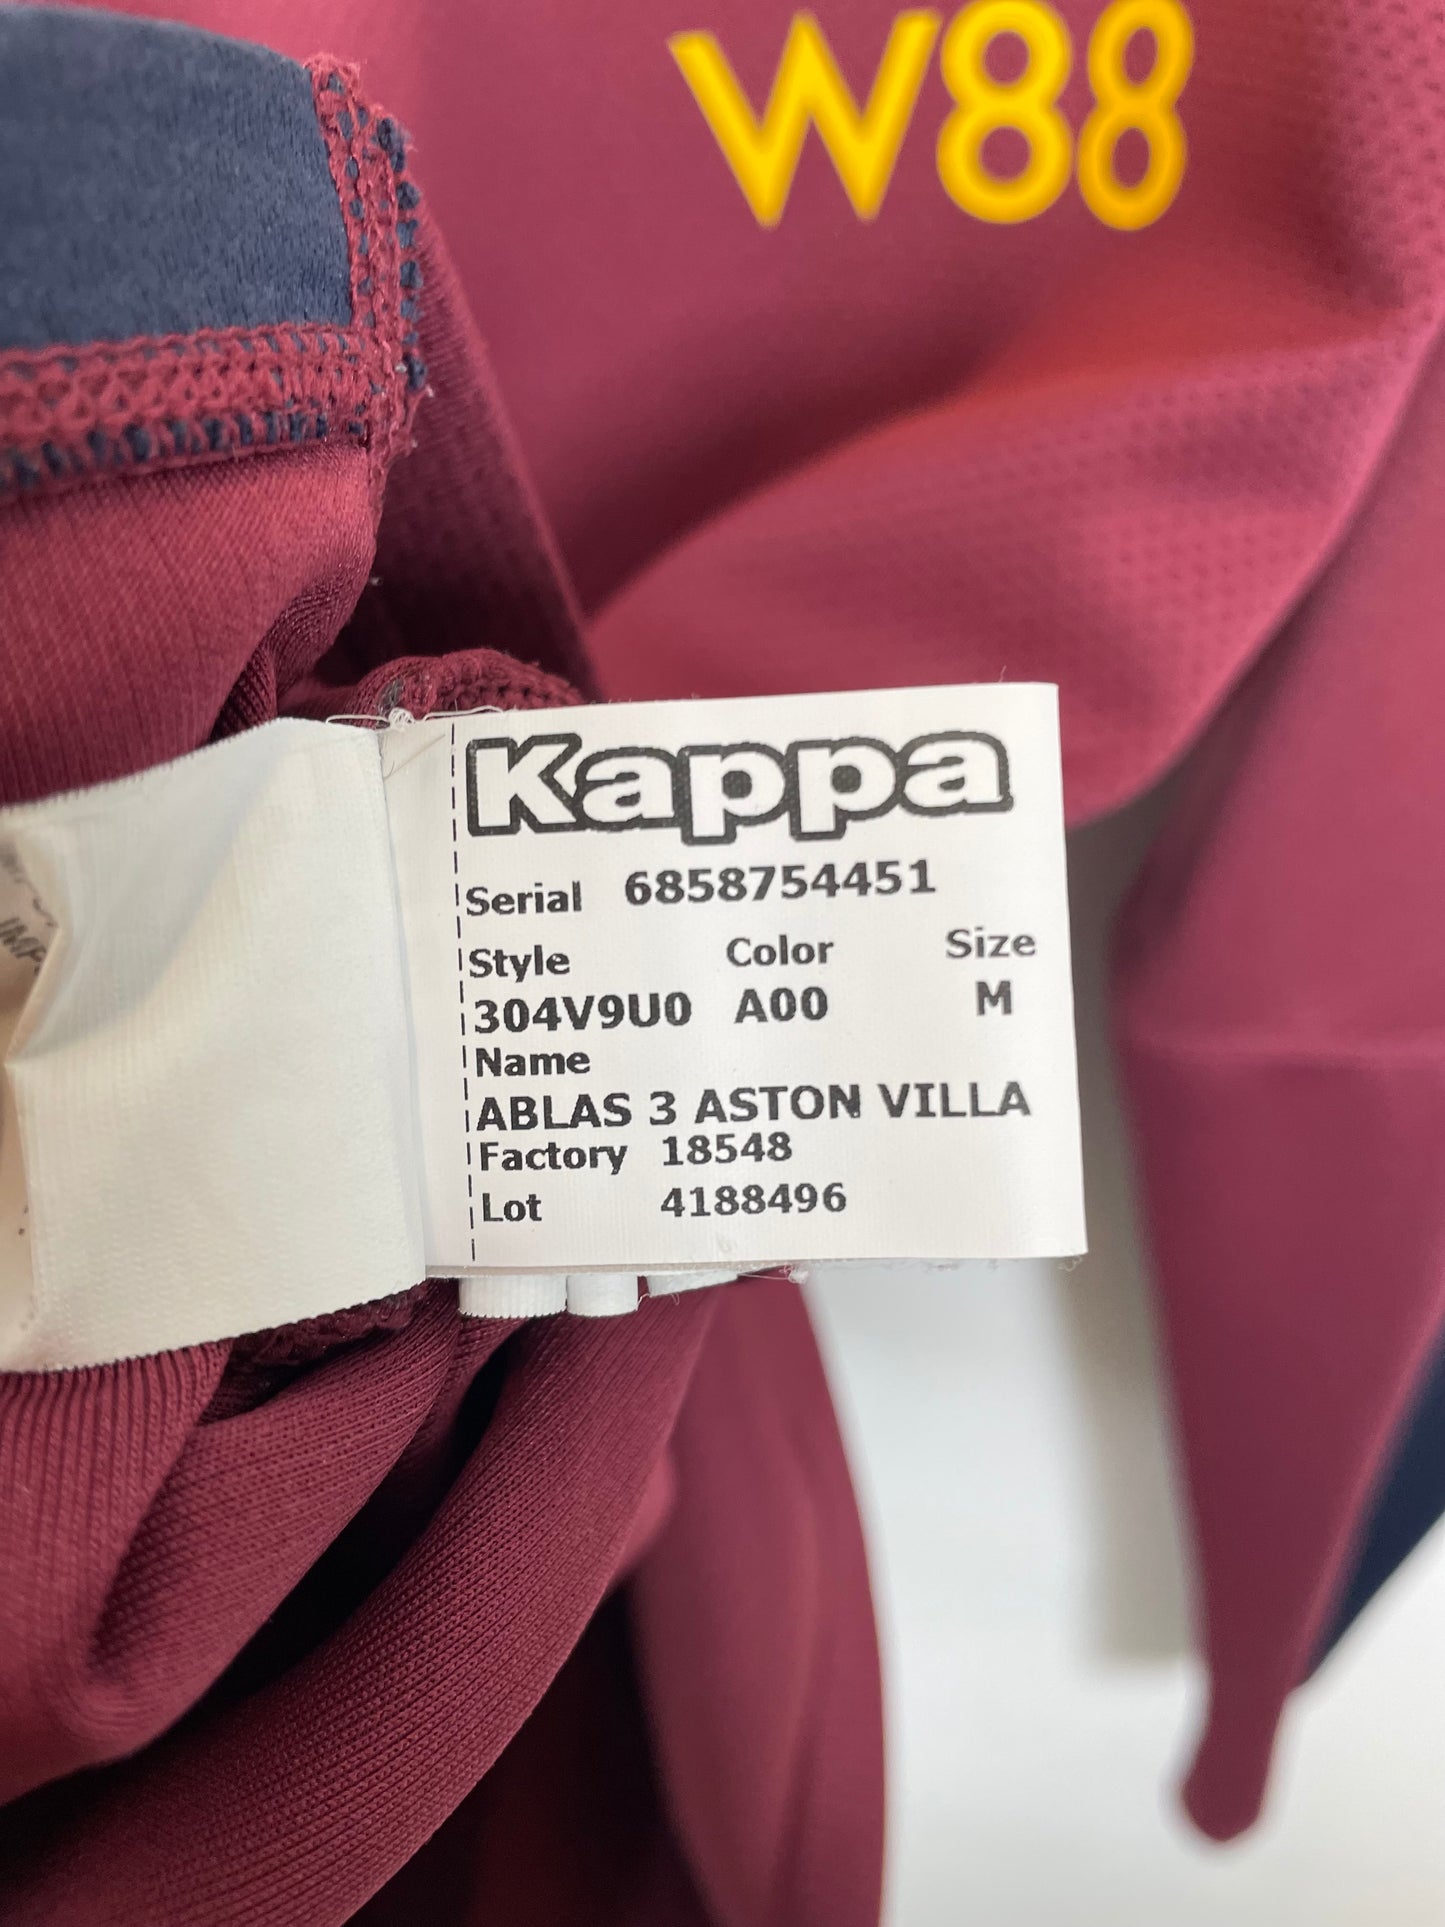 W88
Kappa
Serial 6858754451
Style Color Size
304V9U0 A00 M
Name
ABLAS 3 ASTON VILLA
Factory 18548
Lot 4188496